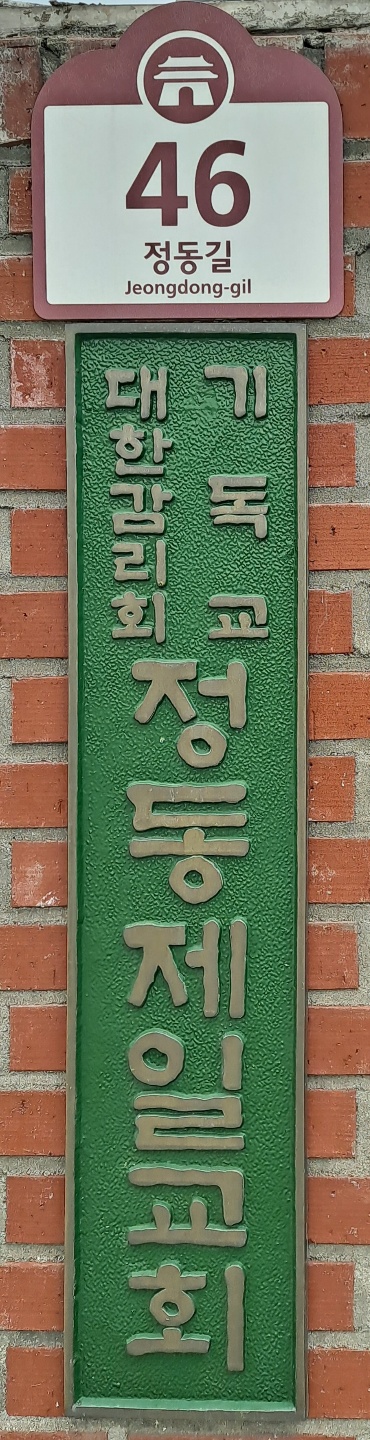 46
정동길
Jeongdong-gil
기독교
대한감리회
정동제일교회